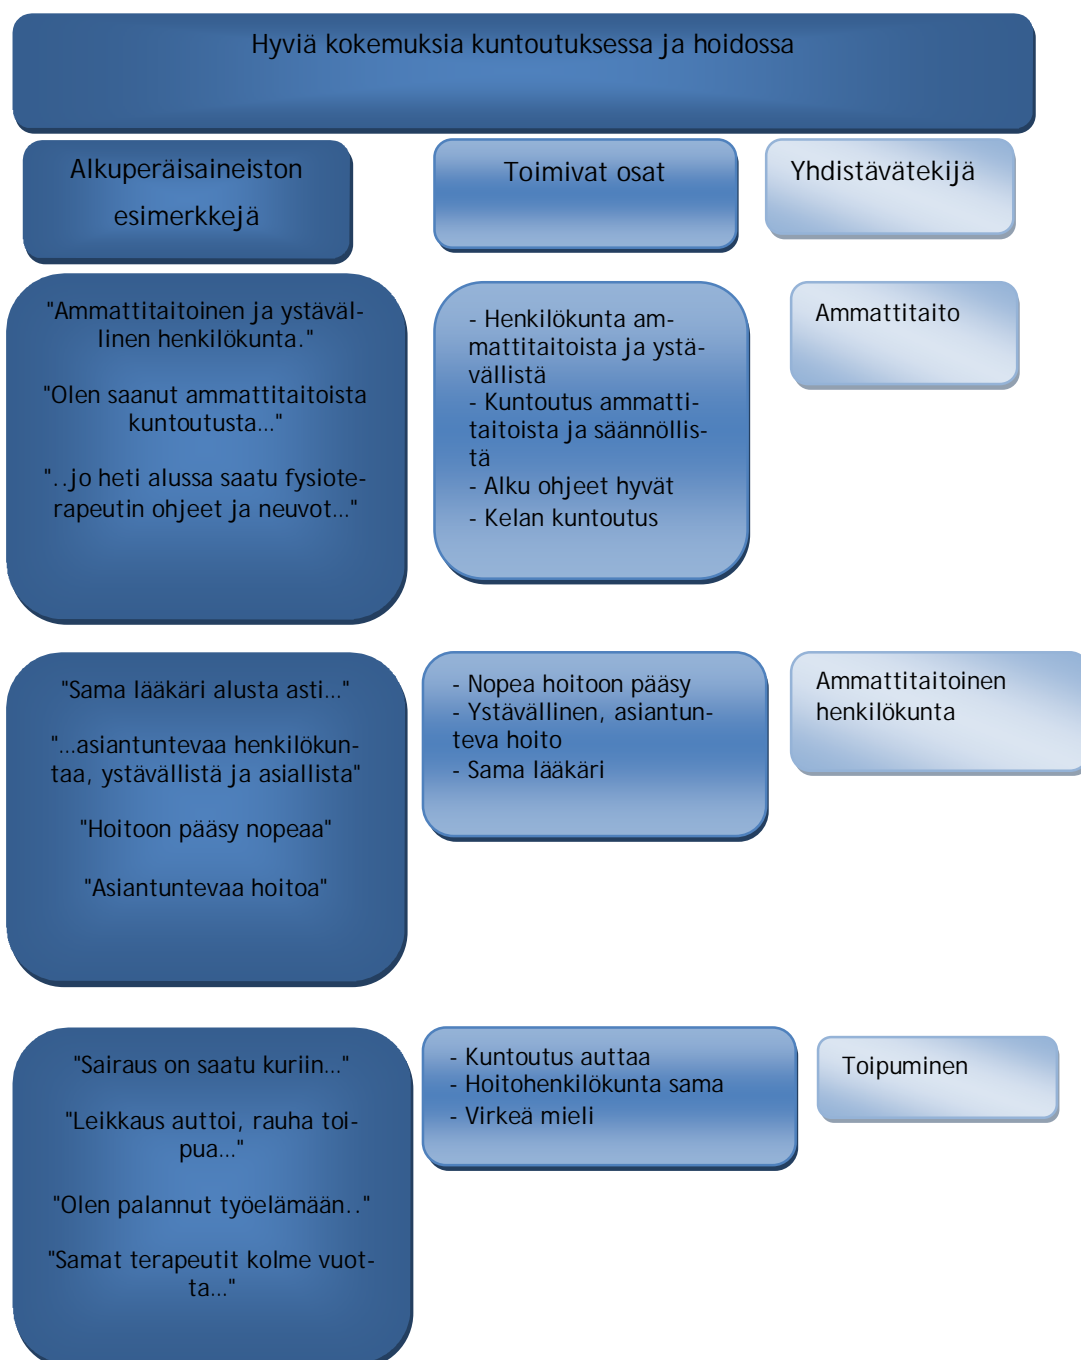 Hyviä kokemuksia kuntoutuksessa ja hoidossa
Alkuperäisaineiston
esimerkkejä
Toimivat osat
Yhdistävätekijä
"Ammattitaitoinen ja ystäväl-
linen henkilökunta."
"Olen saanut ammattitaitoista
kuntoutusta..."
"..jo heti alussa saatu fysiote-
rapeutin ohjeet ja neuvot..."
- Henkilökunta am-
mattitaitoista ja ystä-
vällistä
- Kuntoutus ammatti-
taitoista ja säännöllis-
tä
- Alku ohjeet hyvät
- Kelan kuntoutus
Ammattitaito
"Sama lääkäri alusta asti..."
"...asiantuntevaa henkilökun-
taa, ystävällistä ja asiallista"
"Hoitoon pääsy nopeaa"
"Asiantuntevaa hoitoa"
- Nopea hoitoon pääsy
- Ystävällinen, asiantun-
teva hoito
- Sama lääkäri
Ammattitaitoinen
henkilökunta
"Sairaus on saatu kuriin..."
"Leikkaus auttoi, rauha toi-
pua..."
"Olen palannut työelämään.."
"Samat terapeutit kolme vuot-
ta..."
- Kuntoutus auttaa
- Hoitohenkilökunta sama
- Virkeä mieli
Toipuminen